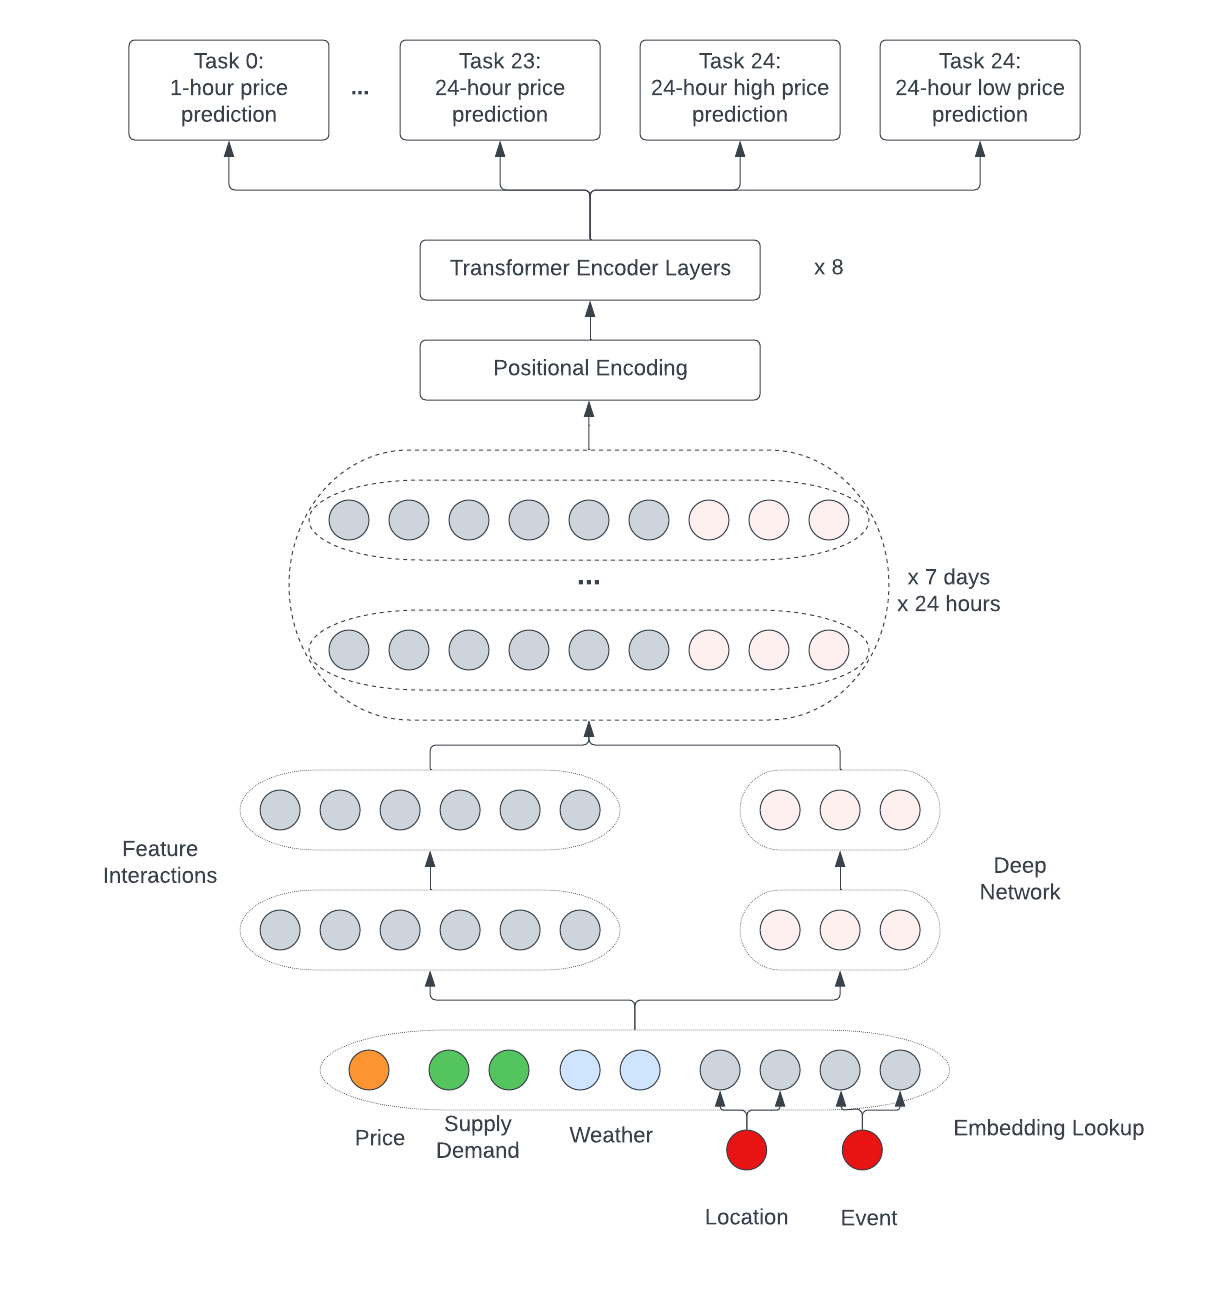 Task 0:
1-hour price
prediction
...
Task 23:
24-hour price
prediction
Task 24:
24-hour high price
prediction
Task 24:
24-hour low price
prediction
Transformer Encoder Layers
x 8
Positional Encoding
...
x 7 days
x 24 hours
Feature
Interactions
Deep
Network
Price
Supply
Demand
Weather
Embedding Lookup
Location
Event